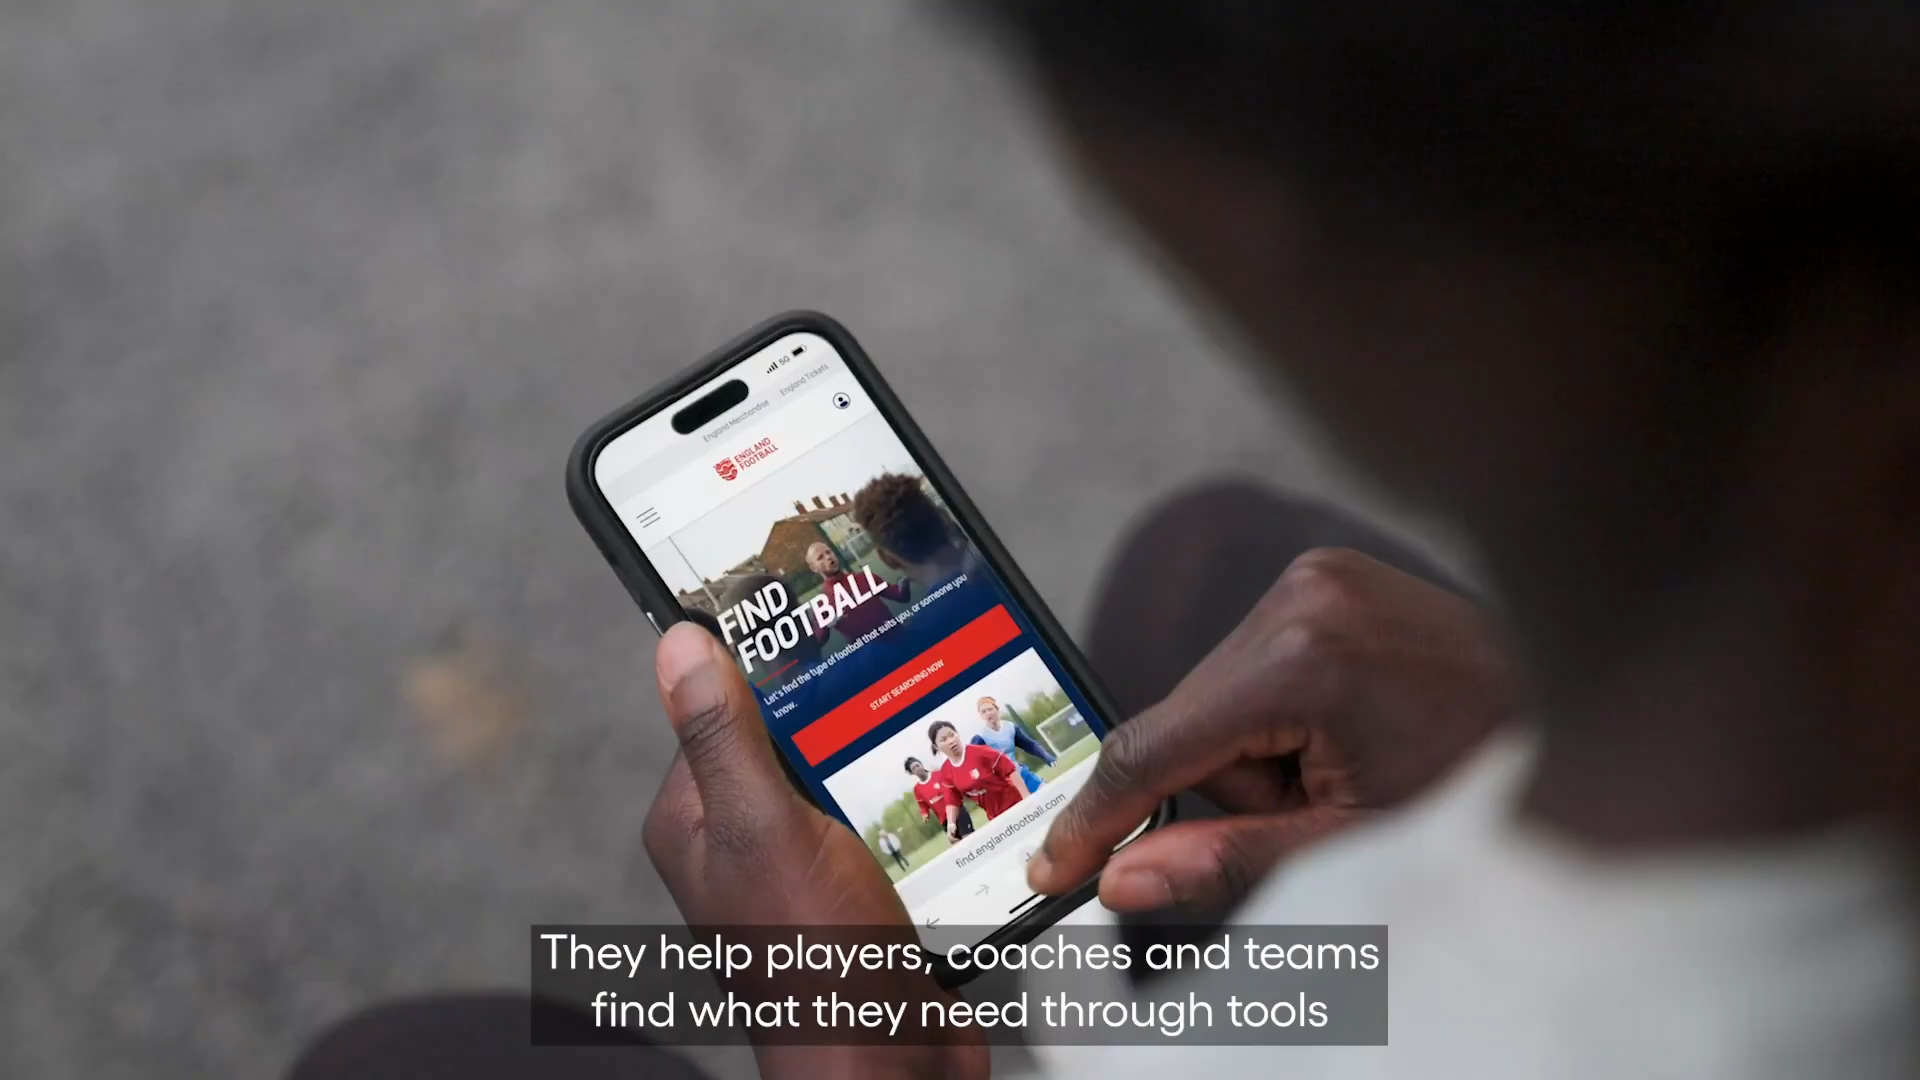 5G
England Merchandise
England Tickets
ENGLAND
FOOTBALL
FIND
FOOTBALL
Let's find the type of football that suits you, or someone you
know.
START SEARCHING NOW
find.englandfootball.com
They help players, coaches and teams
find what they need through tools